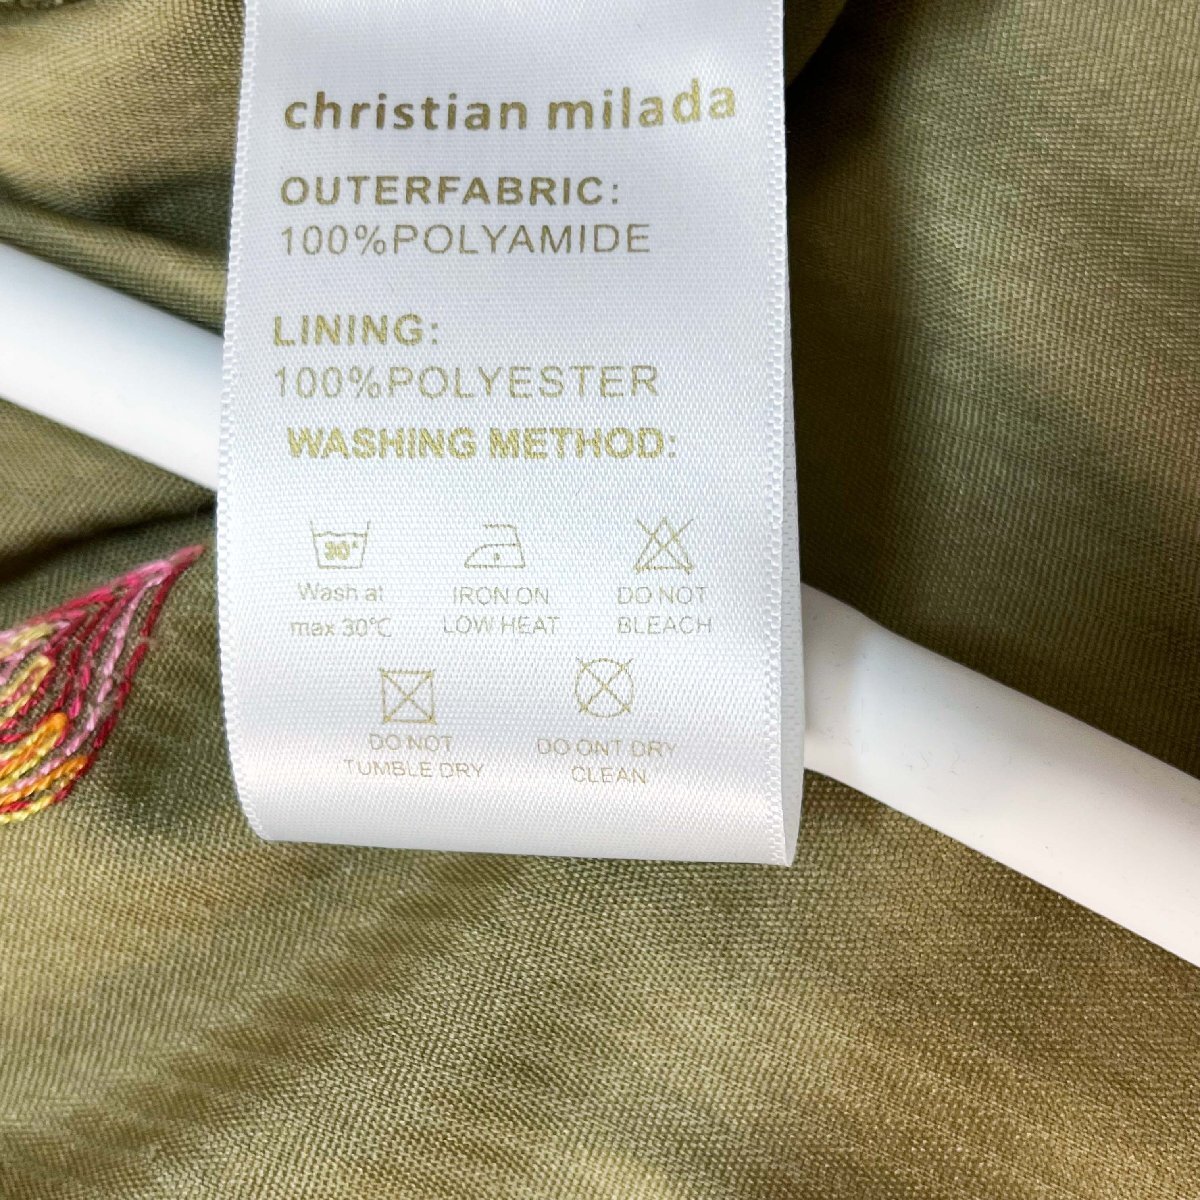 christian milada
OUTERFABRIC:
100%POLYAMIDE
LINING:
100%POLYESTER
WASHING METHOD:
30°
Wash at
max 30℃
IRON ON
LOW HEAT
DO NOT
BLEACH
DO NOT
TUMBLE DRY
DO ONT DRY
CLEAN